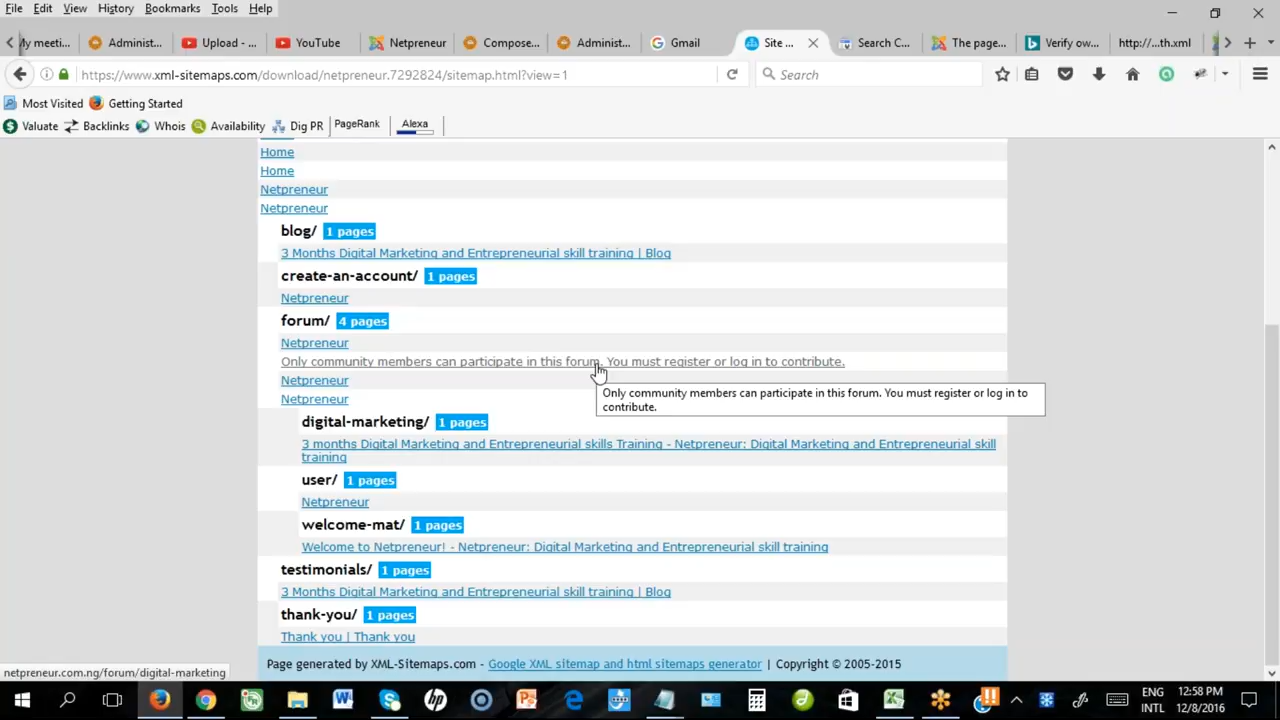 File Edit View History Bookmarks Tools Help
My meeti... Administ... Upload - ... YouTube Netpreneur Compose... Administ... Gmail Site ... Search C... The page... Verify ow... http://...th.xml
https://www.xml-sitemaps.com/download/netpreneur.7292824/sitemap.html?view=1 Search
Most Visited Getting Started
Valuate Backlinks Whois Availability Dig PR PageRank Alexa
Home
Home
Netpreneur
Netpreneur
blog/ 1 pages
3 Months Digital Marketing and Entrepreneurial skill training | Blog
create-an-account/ 1 pages
Netpreneur
forum/ 4 pages
Netpreneur
Only community members can participate in this forum. You must register or log in to contribute.
Netpreneur
Only community members can participate in this forum. You must register or log in to
contribute.
Netpreneur
digital-marketing/ 1 pages
3 months Digital Marketing and Entrepreneurial skills Training - Netpreneur: Digital Marketing and Entrepreneurial skill
training
user/ 1 pages
Netpreneur
welcome-mat/ 1 pages
Welcome to Netpreneur! - Netpreneur: Digital Marketing and Entrepreneurial skill training
testimonials/ 1 pages
3 Months Digital Marketing and Entrepreneurial skill training | Blog
thank-you/ 1 pages
Thank you | Thank you
Page generated by XML-Sitemaps.com - Google XML sitemap and html sitemaps generator | Copyright © 2005-2015
netpreneur.com.ng/forum/digital-marketing
ENG 12:58 PM
INTL 12/8/2016